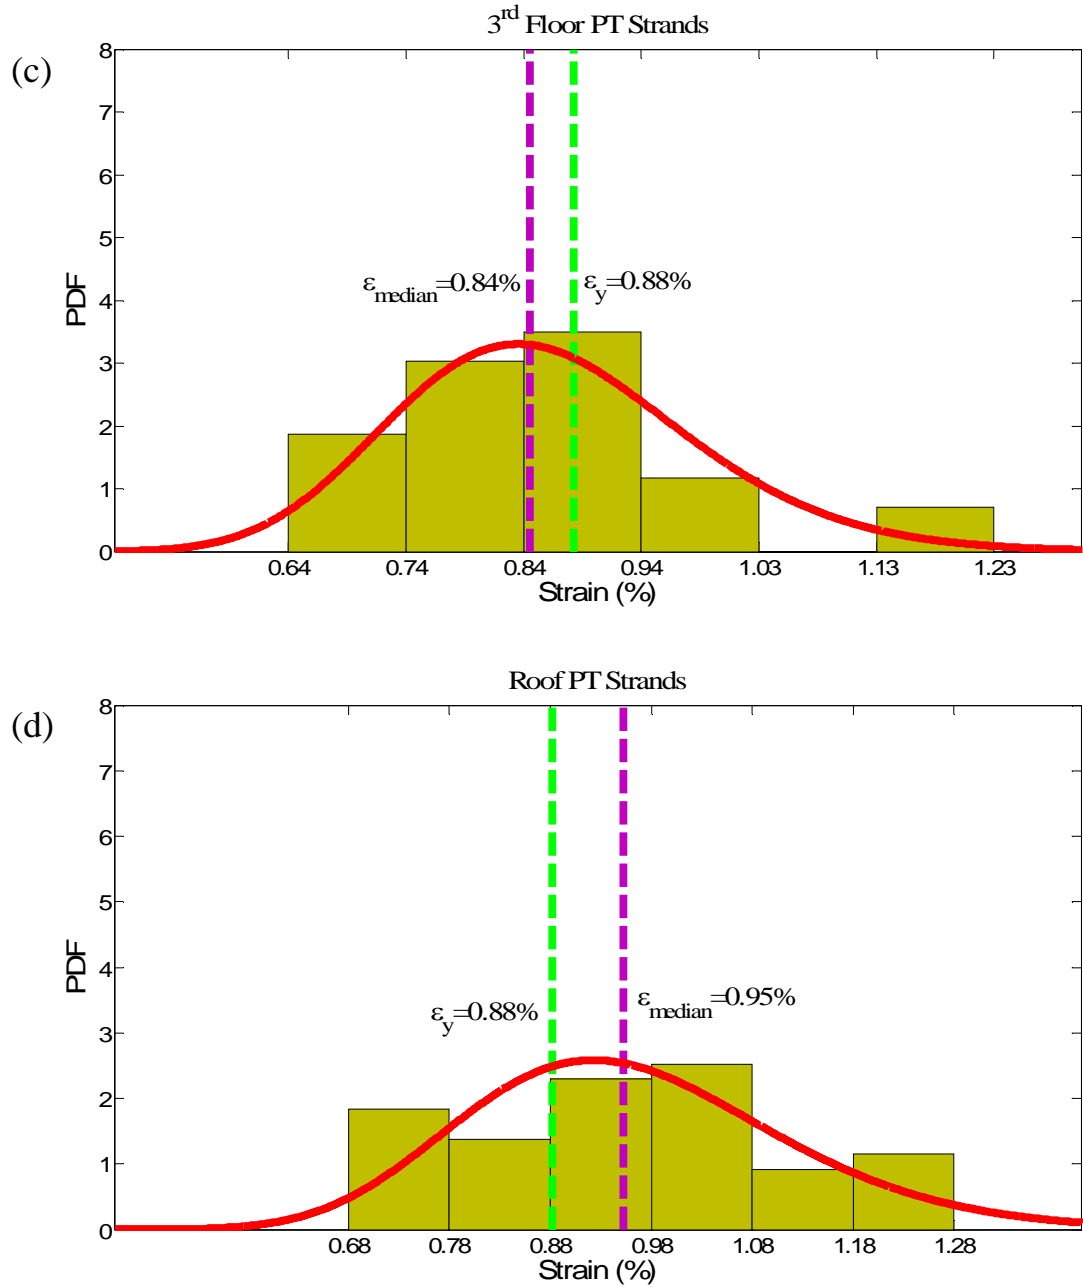 3rd Floor PT Strands
(c)
8
7
6
5
4
3
2
1
0
PDF
εmedian=0.84%
εy=0.88%
0.64 0.74 0.84 0.94 1.03 1.13 1.23
Strain (%)
Roof PT Strands
(d)
8
7
6
5
4
3
2
1
0
PDF
εy=0.88%
εmedian=0.95%
0.68 0.78 0.88 0.98 1.08 1.18 1.28
Strain (%)